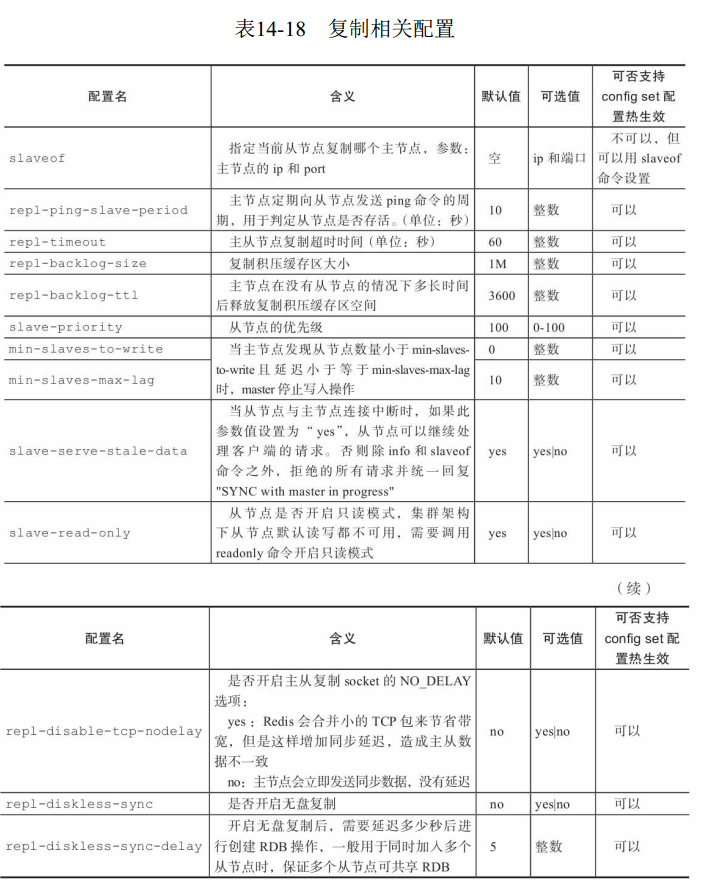 表14-18 复制相关配置
配置名 含义 默认值 可选值 可否支持
config set 配
置热生效
slaveof 指定当前从节点复制哪个主节点，参数：
主节点的 ip 和 port 空 ip 和端口 不可以，但
可以用 slaveof
命令设置
repl-ping-slave-period 主节点定期向从节点发送 ping 命令的周
期，用于判定从节点是否存活。（单位：秒） 10 整数 可以
repl-timeout 主从节点复制超时时间（单位：秒） 60 整数 可以
repl-backlog-size 复制积压缓存区大小 1M 整数 可以
repl-backlog-ttl 主节点在没有从节点的情况下多长时间
后释放复制积压缓存区空间 3600 整数 可以
slave-priority 从节点的优先级 100 0-100 可以
min-slaves-to-write 当主节点发现从节点数量小于 min-slaves- 0 整数 可以
to-write 且延迟小于等于 min-slaves-max-lag
min-slaves-max-lag 时，master 停止写入操作 10 整数 可以
slave-serve-stale-data 当从节点与主节点连接中断时，如果此
参数值设置为“yes”，从节点可以继续处
理客户端的请求。否则除 info 和 slaveof
命令之外，拒绝的所有请求并统一回复
"SYNC with master in progress" yes yes|no 可以
slave-read-only 从节点是否开启只读模式，集群架构
下从节点默认读写都不可用，需要调用
readonly 命令开启只读模式 yes yes|no 可以
（续）
配置名 含义 默认值 可选值 可否支持
config set 配
置热生效
repl-disable-tcp-nodelay 是否开启主从复制 socket 的 NO_DELAY
选项：
yes：Redis 会合并小的 TCP 包来节省带
宽，但是这样增加同步延迟，造成主从数
据不一致
no：主节点会立即发送同步数据，没有延迟 no yes|no 可以
repl-diskless-sync 是否开启无盘复制 no yes|no 可以
repl-diskless-sync-delay 开启无盘复制后，需要延迟多少秒后进
行创建 RDB 操作，一般用于同时加入多个
从节点时，保证多个从节点可共享 RDB 5 整数 可以